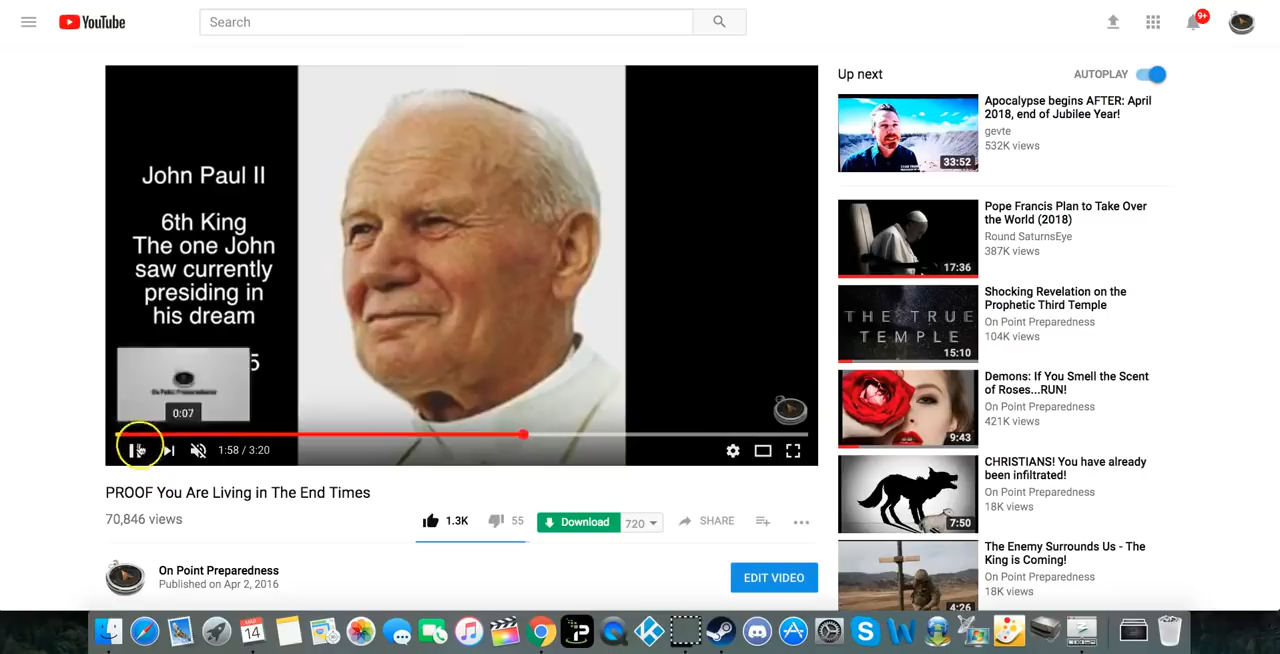 YouTube
Search
9+
John Paul II
6th King
The one John
saw currently
presiding in
his dream
5
On Point Preparedness
0:07
1:58 / 3:20
PROOF You Are Living in The End Times
70,846 views
1.3K
55
Download
720
SHARE
On Point Preparedness
Published on Apr 2, 2016
EDIT VIDEO
Up next
AUTOPLAY
33:52
Apocalypse begins AFTER: April
2018, end of Jubilee Year!
gevte
532K views
17:36
Pope Francis Plan to Take Over
the World (2018)
Round SaturnsEye
387K views
THE TRUE
TEMPLE
15:10
Shocking Revelation on the
Prophetic Third Temple
On Point Preparedness
104K views
9:43
Demons: If You Smell the Scent
of Roses...RUN!
On Point Preparedness
421K views
7:50
CHRISTIANS! You have already
been infiltrated!
On Point Preparedness
18K views
4:26
The Enemy Surrounds Us - The
King is Coming!
On Point Preparedness
18K views
MAR
14